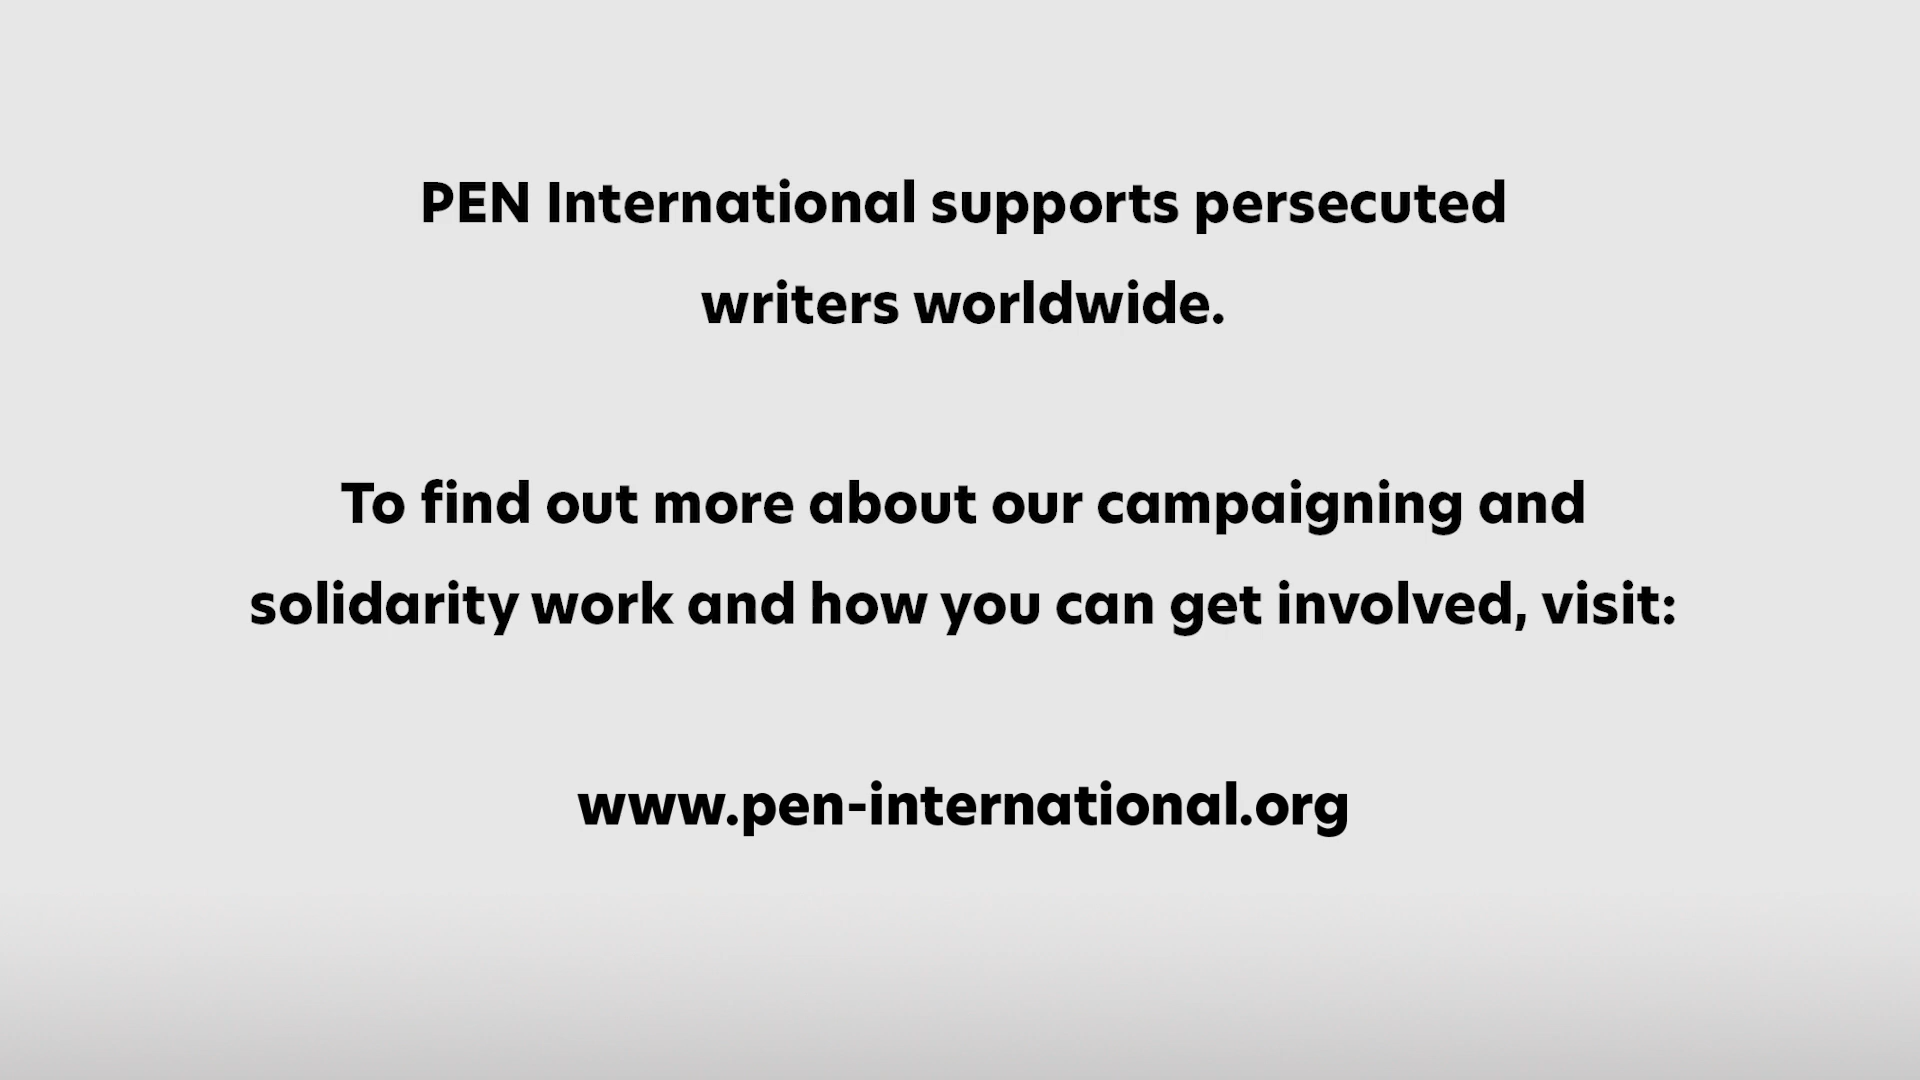 PEN International supports persecuted
writers worldwide.
To find out more about our campaigning and
solidarity work and how you can get involved, visit:
www.pen-international.org